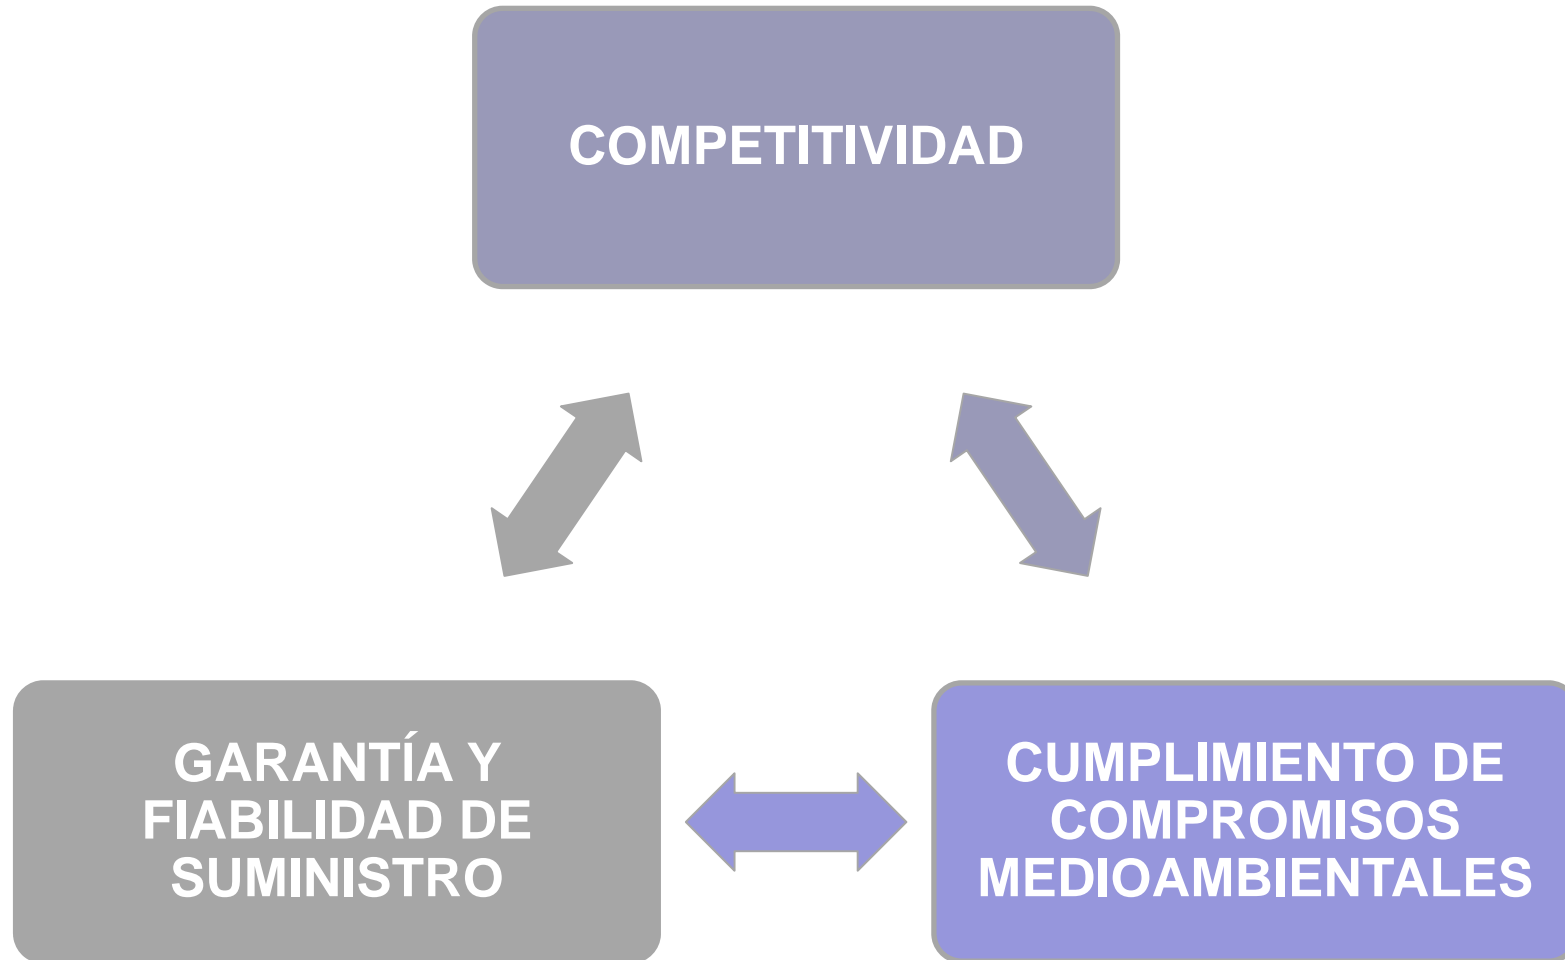 COMPETITIVIDAD
GARANTÍA Y
FIABILIDAD DE
SUMINISTRO
CUMPLIMIENTO DE
COMPROMISOS
MEDIOAMBIENTALES